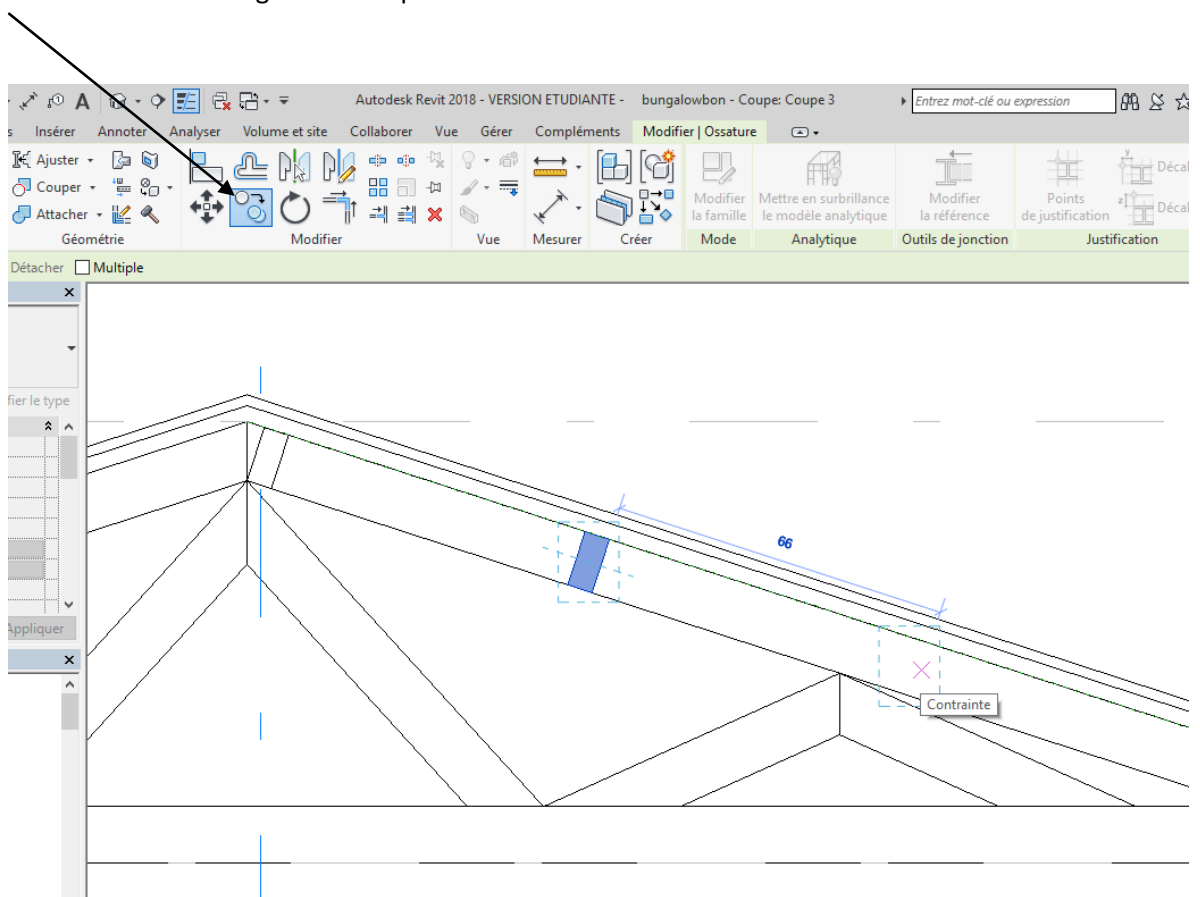 Autodesk Revit 2018 - VERSION ETUDIANTE - bungalowbon - Coupe: Coupe 3 Entrez mot-clé ou expression
s Insérer Annoter Analyser Volume et site Collaborer Vue Gérer Compléments Modifier | Ossature
Ajuster
Couper
Attacher
Modifier la famille
Mettre en surbrillance le modèle analytique
Modifier la référence
Points de justification
Décal
Décal
Géométrie Modifier Vue Mesurer Créer Mode Analytique Outils de jonction Justification
Détacher Multiple
fier le type
Appliquer
66
Contrainte